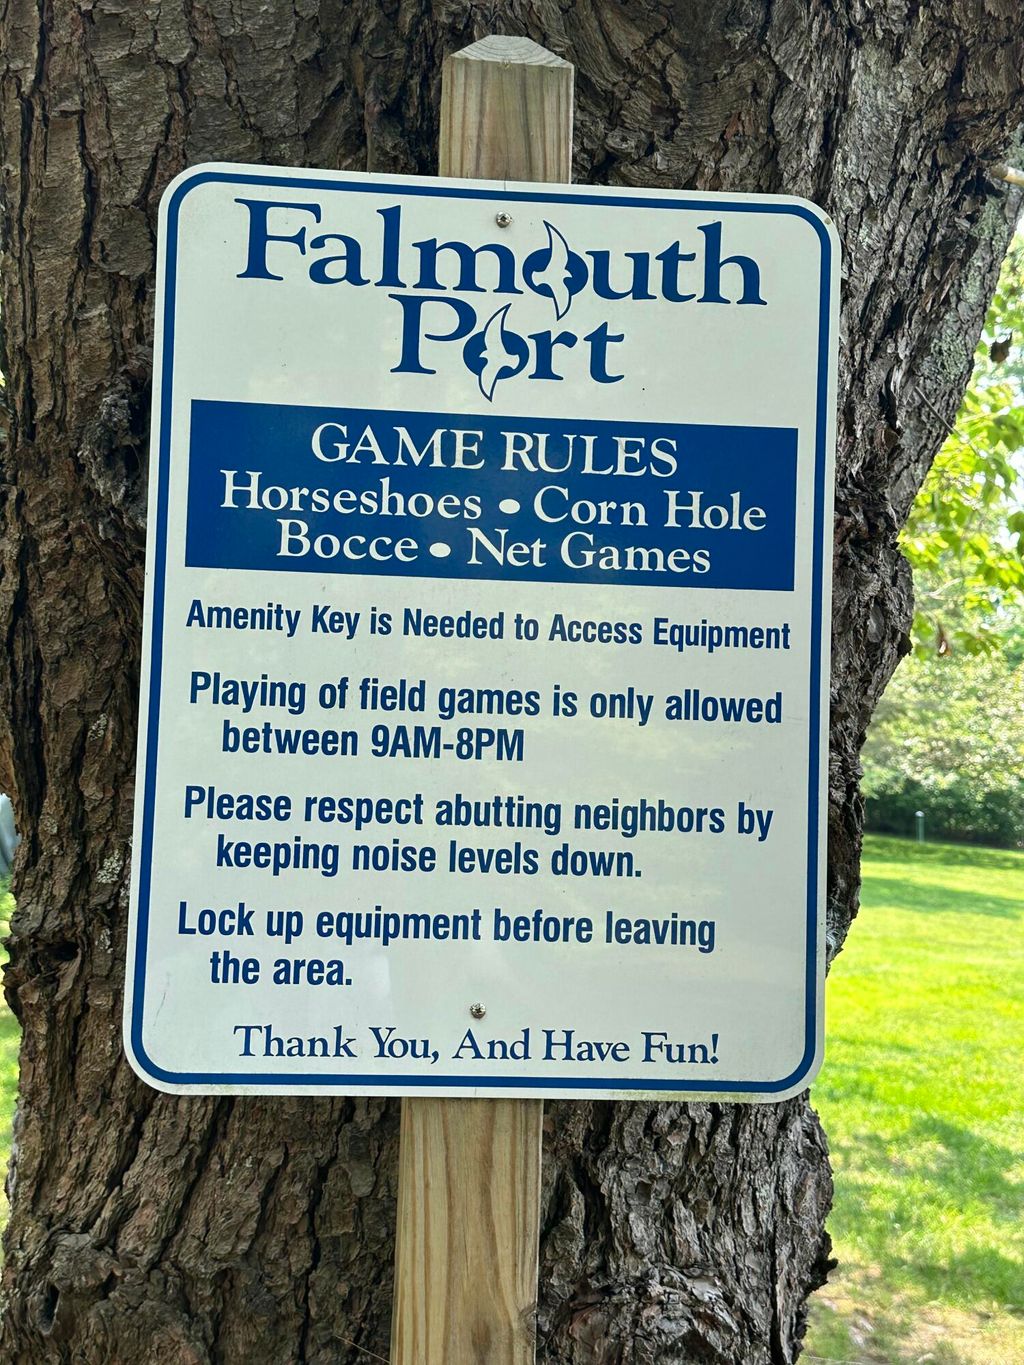 Falmouth
Port
GAME RULES
Horseshoes • Corn Hole
Bocce • Net Games
Amenity Key is Needed to Access Equipment
Playing of field games is only allowed
between 9AM-8PM
Please respect abutting neighbors by
keeping noise levels down.
Lock up equipment before leaving
the area.
Thank You, And Have Fun!